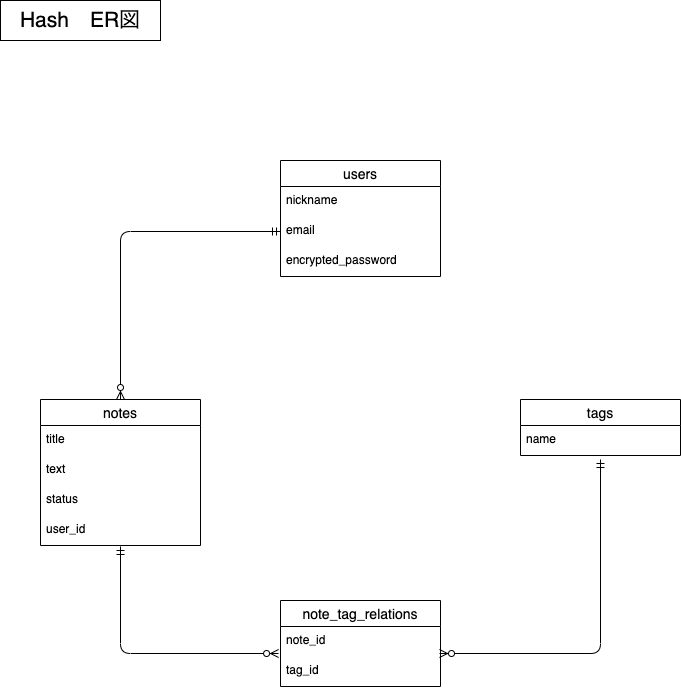 Hash　ER図
users
nickname
email
encrypted_password
notes
title
text
status
user_id
tags
name
note_tag_relations
note_id
tag_id